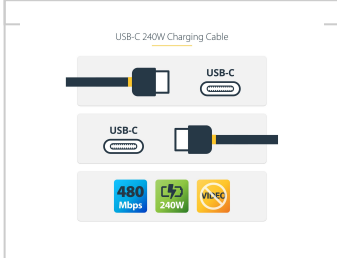 USB-C 240W Charging Cable
USB-C
USB-C
480
Mbps
240W
VIDEO